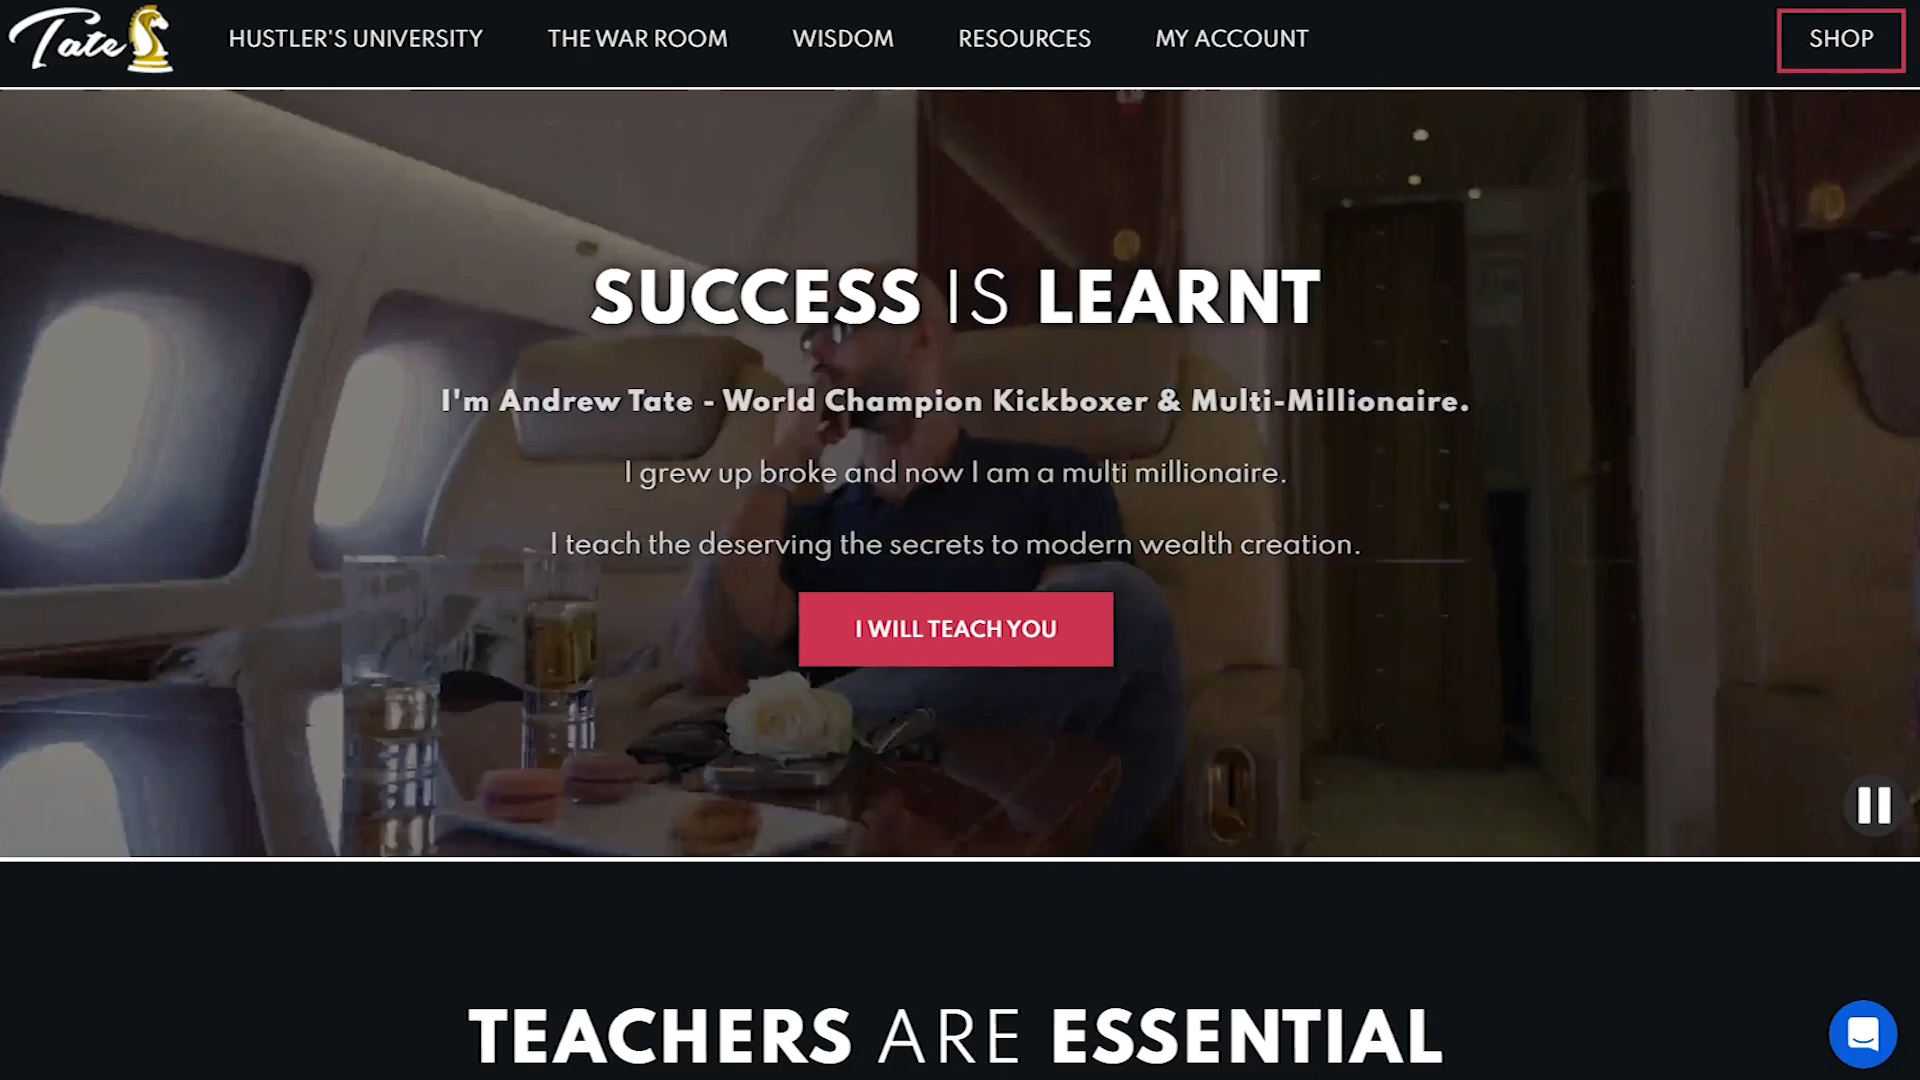 Tate
HUSTLER'S UNIVERSITY
THE WAR ROOM
WISDOM
RESOURCES
MY ACCOUNT
SHOP
SUCCESS IS LEARNT
I'm Andrew Tate - World Champion Kickboxer & Multi-Millionaire.
I grew up broke and now I am a multi millionaire.
I teach the deserving the secrets to modern wealth creation.
I WILL TEACH YOU
TEACHERS ARE ESSENTIAL